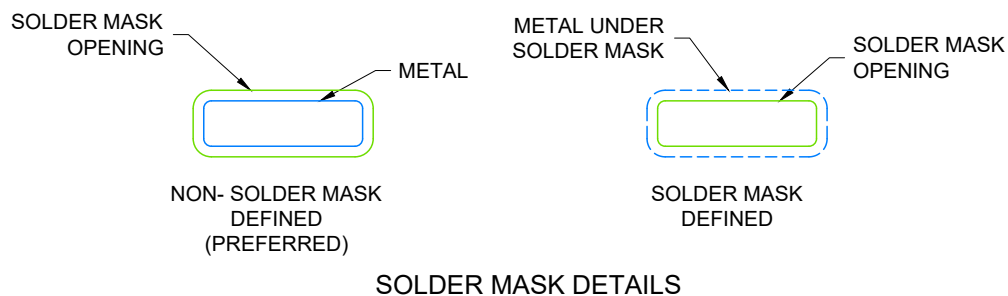 SOLDER MASK
OPENING
METAL
NON- SOLDER MASK
DEFINED
(PREFERRED)
METAL UNDER
SOLDER MASK
SOLDER MASK
OPENING
SOLDER MASK
DEFINED
SOLDER MASK DETAILS